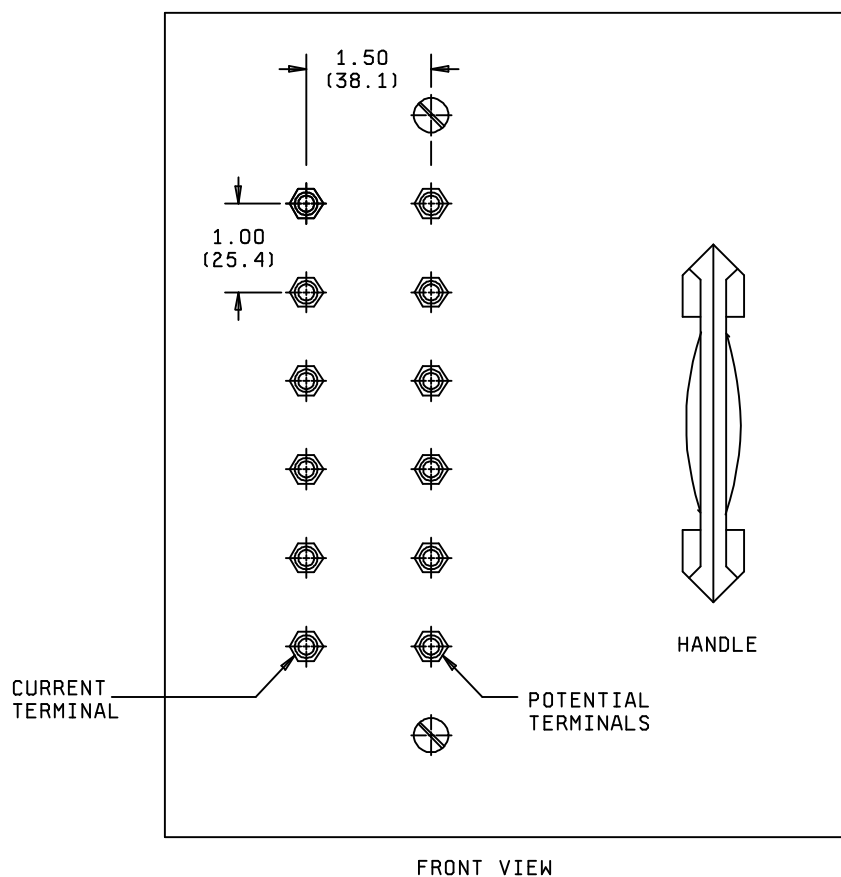 1.50
(38.1)
1.00
(25.4)
HANDLE
CURRENT
TERMINAL
POTENTIAL
TERMINALS
FRONT VIEW